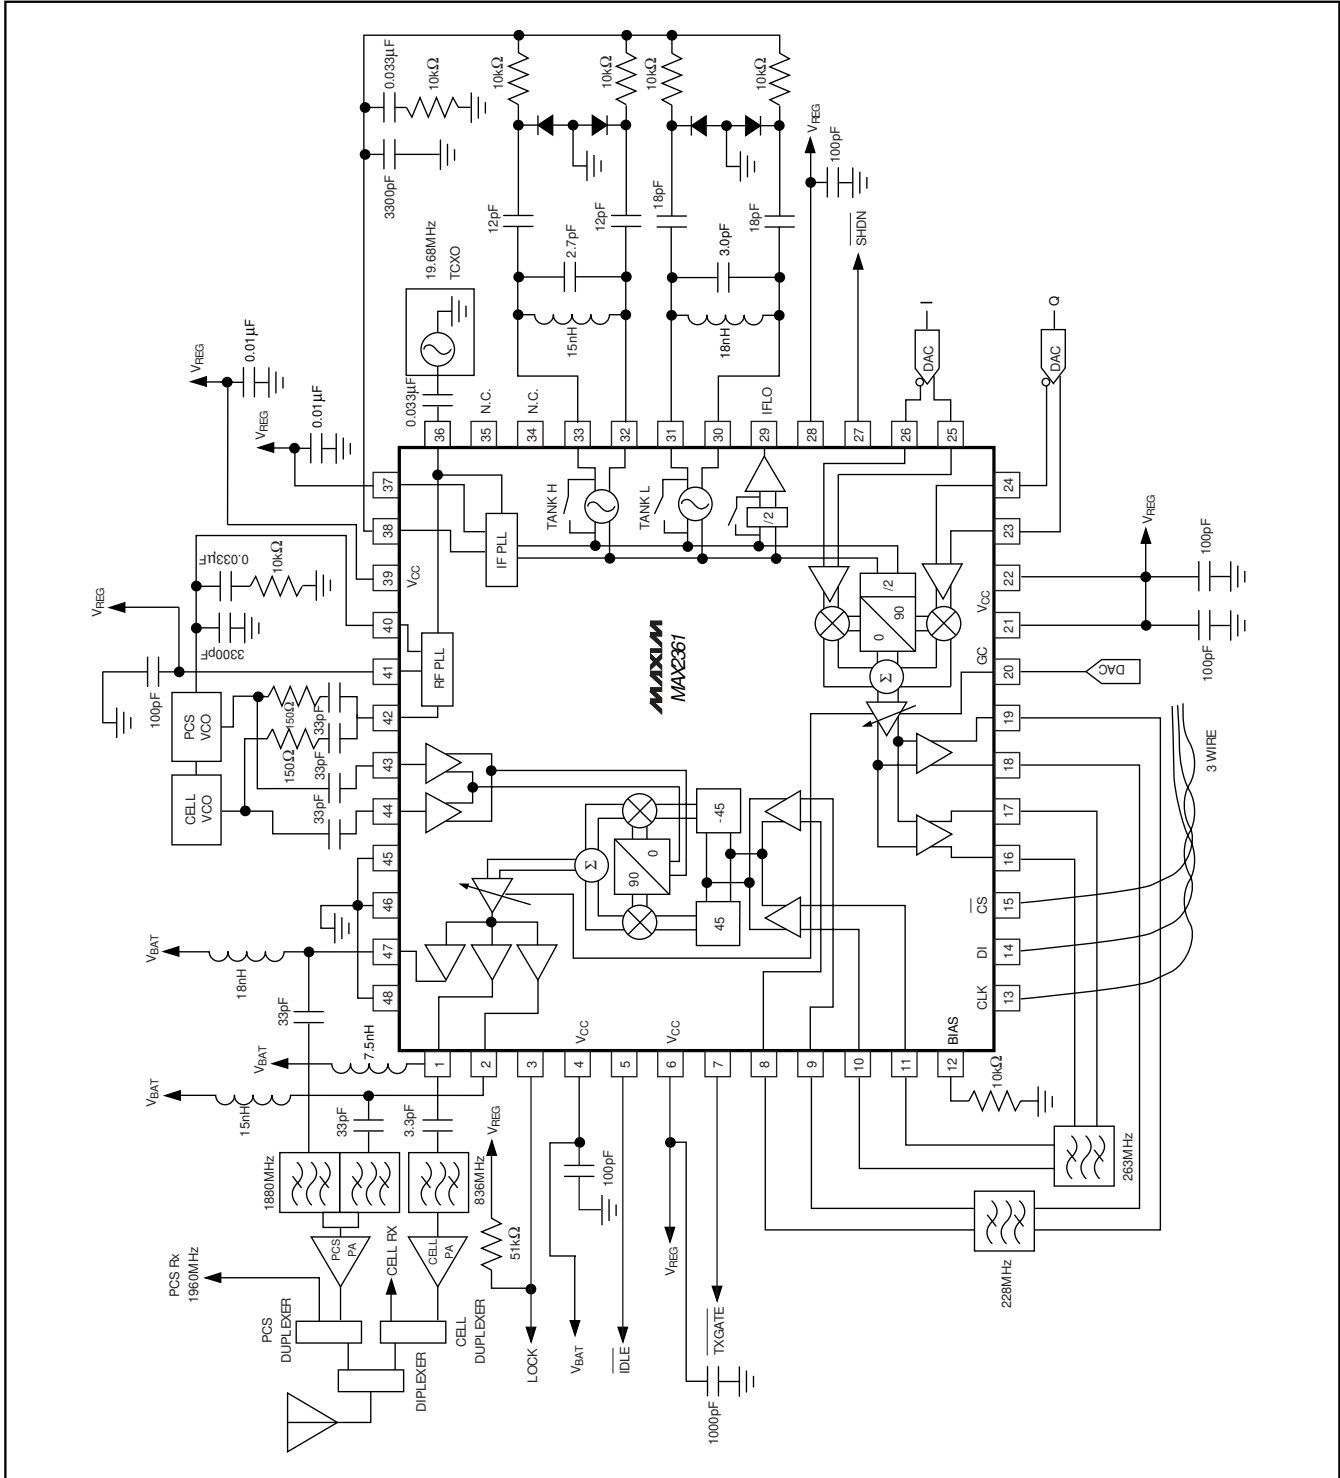 0.033µF
10kΩ
3300pF
10kΩ
10kΩ
10kΩ
10kΩ
12pF
12pF
18pF
18pF
2.7pF
3.0pF
15nH
18nH
19.68MHz
TCXO
0.033µF
N.C.
N.C.
IFLO
VREG
100pF
SHDN
I
DAC
Q
DAC
VREG
0.01µF
VREG
0.01µF
36
35
34
33
32
31
30
29
28
27
26
25
37
38
39
40
41
42
43
44
45
46
47
48
24
23
22
21
20
19
18
17
16
15
14
13
1
2
3
4
5
6
7
8
9
10
11
12
TANK H
TANK L
/2
IF PLL
VCC
RF PLL
MAXIM
MAX2361
/2
0
90
Σ
VCC
GC
VREG
100pF
100pF
DAC
VREG
0.033µF
10kΩ
3300pF
100pF
PCS
VCO
CELL
VCO
150Ω
33pF
150Ω
33pF
33pF
33pF
-45
45
Σ
0
90
3 WIRE
CS
DI
CLK
VBAT
18nH
33pF
VBAT
7.5nH
VBAT
15nH
33pF
3.3pF
VCC
VCC
BIAS
10kΩ
VREG
51kΩ
LOCK
100pF
VBAT
IDLE
VREG
TXGATE
1000pF
1880MHz
836MHz
PCS
PA
CELL
PA
PCS Rx
1960MHz
CELL RX
PCS
DUPLEXER
CELL
DUPLEXER
DIPLEXER
228MHz
263MHz